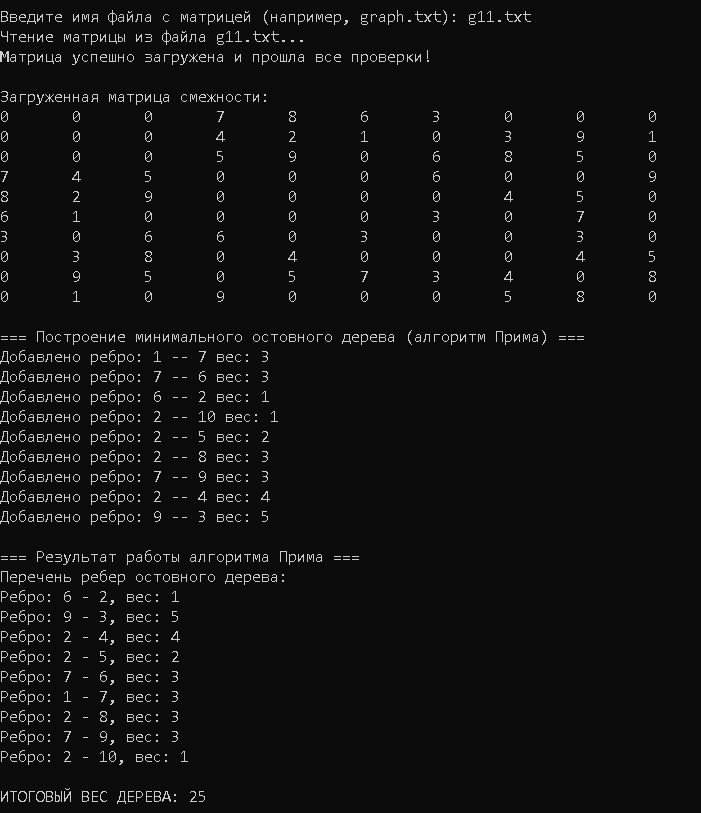 Введите имя файла с матрицей (например, graph.txt): g11.txt
Чтение матрицы из файла g11.txt...
Матрица успешно загружена и прошла все проверки!
Загруженная матрица смежности:
0 0 0 7 8 6 3 0 0 0
0 0 0 4 2 1 0 3 9 1
0 0 0 5 9 0 6 8 5 0
7 4 5 0 0 0 6 0 0 9
8 2 9 0 0 0 0 4 5 0
6 1 0 0 0 0 3 0 7 0
3 0 6 6 0 3 0 0 3 0
0 3 8 0 4 0 0 0 4 5
0 9 5 0 5 7 3 4 0 8
0 1 0 9 0 0 0 5 8 0
=== Построение минимального остовного дерева (алгоритм Прима) ===
Добавлено ребро: 1 -- 7 вес: 3
Добавлено ребро: 7 -- 6 вес: 3
Добавлено ребро: 6 -- 2 вес: 1
Добавлено ребро: 2 -- 10 вес: 1
Добавлено ребро: 2 -- 5 вес: 2
Добавлено ребро: 2 -- 8 вес: 3
Добавлено ребро: 7 -- 9 вес: 3
Добавлено ребро: 2 -- 4 вес: 4
Добавлено ребро: 9 -- 3 вес: 5
=== Результат работы алгоритма Прима ===
Перечень ребер остовного дерева:
Ребро: 6 - 2, вес: 1
Ребро: 9 - 3, вес: 5
Ребро: 2 - 4, вес: 4
Ребро: 2 - 5, вес: 2
Ребро: 7 - 6, вес: 3
Ребро: 1 - 7, вес: 3
Ребро: 2 - 8, вес: 3
Ребро: 7 - 9, вес: 3
Ребро: 2 - 10, вес: 1
ИТОГОВЫЙ ВЕС ДЕРЕВА: 25